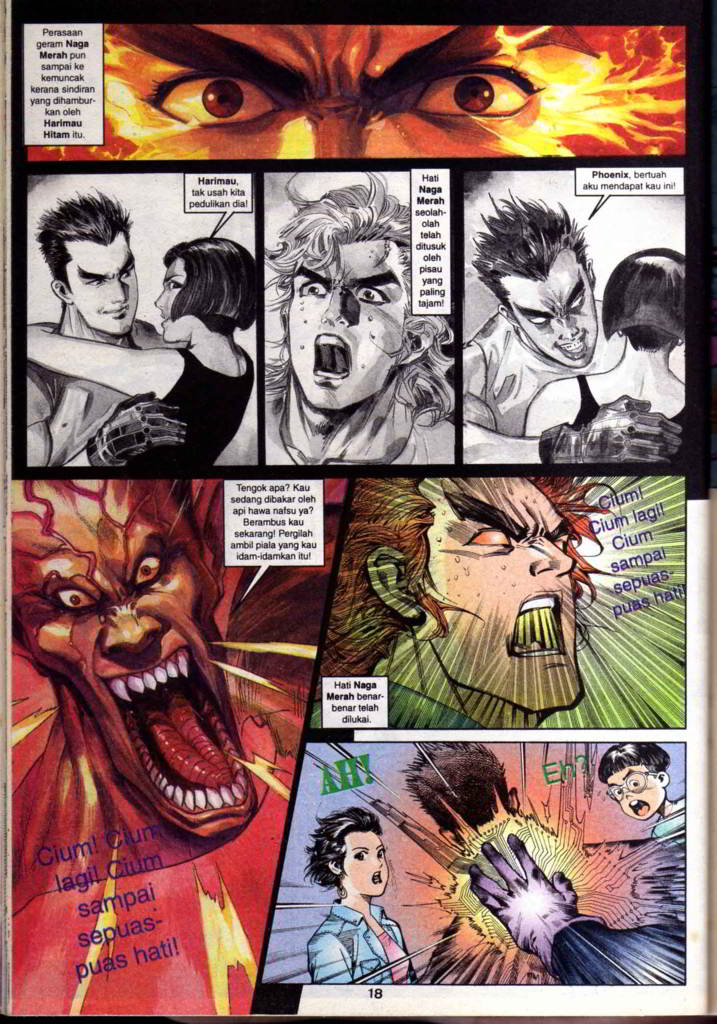 Perasaan
geram Naga
Merah pun
sampai ke
kemuncak
kerana sindiran
yang dihambur-
kan oleh
Harimau
Hitam itu.
Harimau,
tak usah kita
pedulikan dia!
Hati
Naga
Merah
seolah-
olah
telah
ditusuk
oleh
pisau
yang
paling
tajam!
Phoenix, bertuah
aku mendapat kau ini!
Tengok apa? Kau
sedang dibakar oleh
api hawa nafsu ya?
Berambus kau
sekarang! Pergilah
ambil piala yang kau
idam-idamkan itu!
Cium! Cium
lagi! Cium
sampai
sepuas-
puas hati!
Cium!
Cium lagi!
Cium
sampai
sepuas-
puas hati!
Hati Naga
Merah benar-
benar telah
dilukai.
AH!
Eh?
18